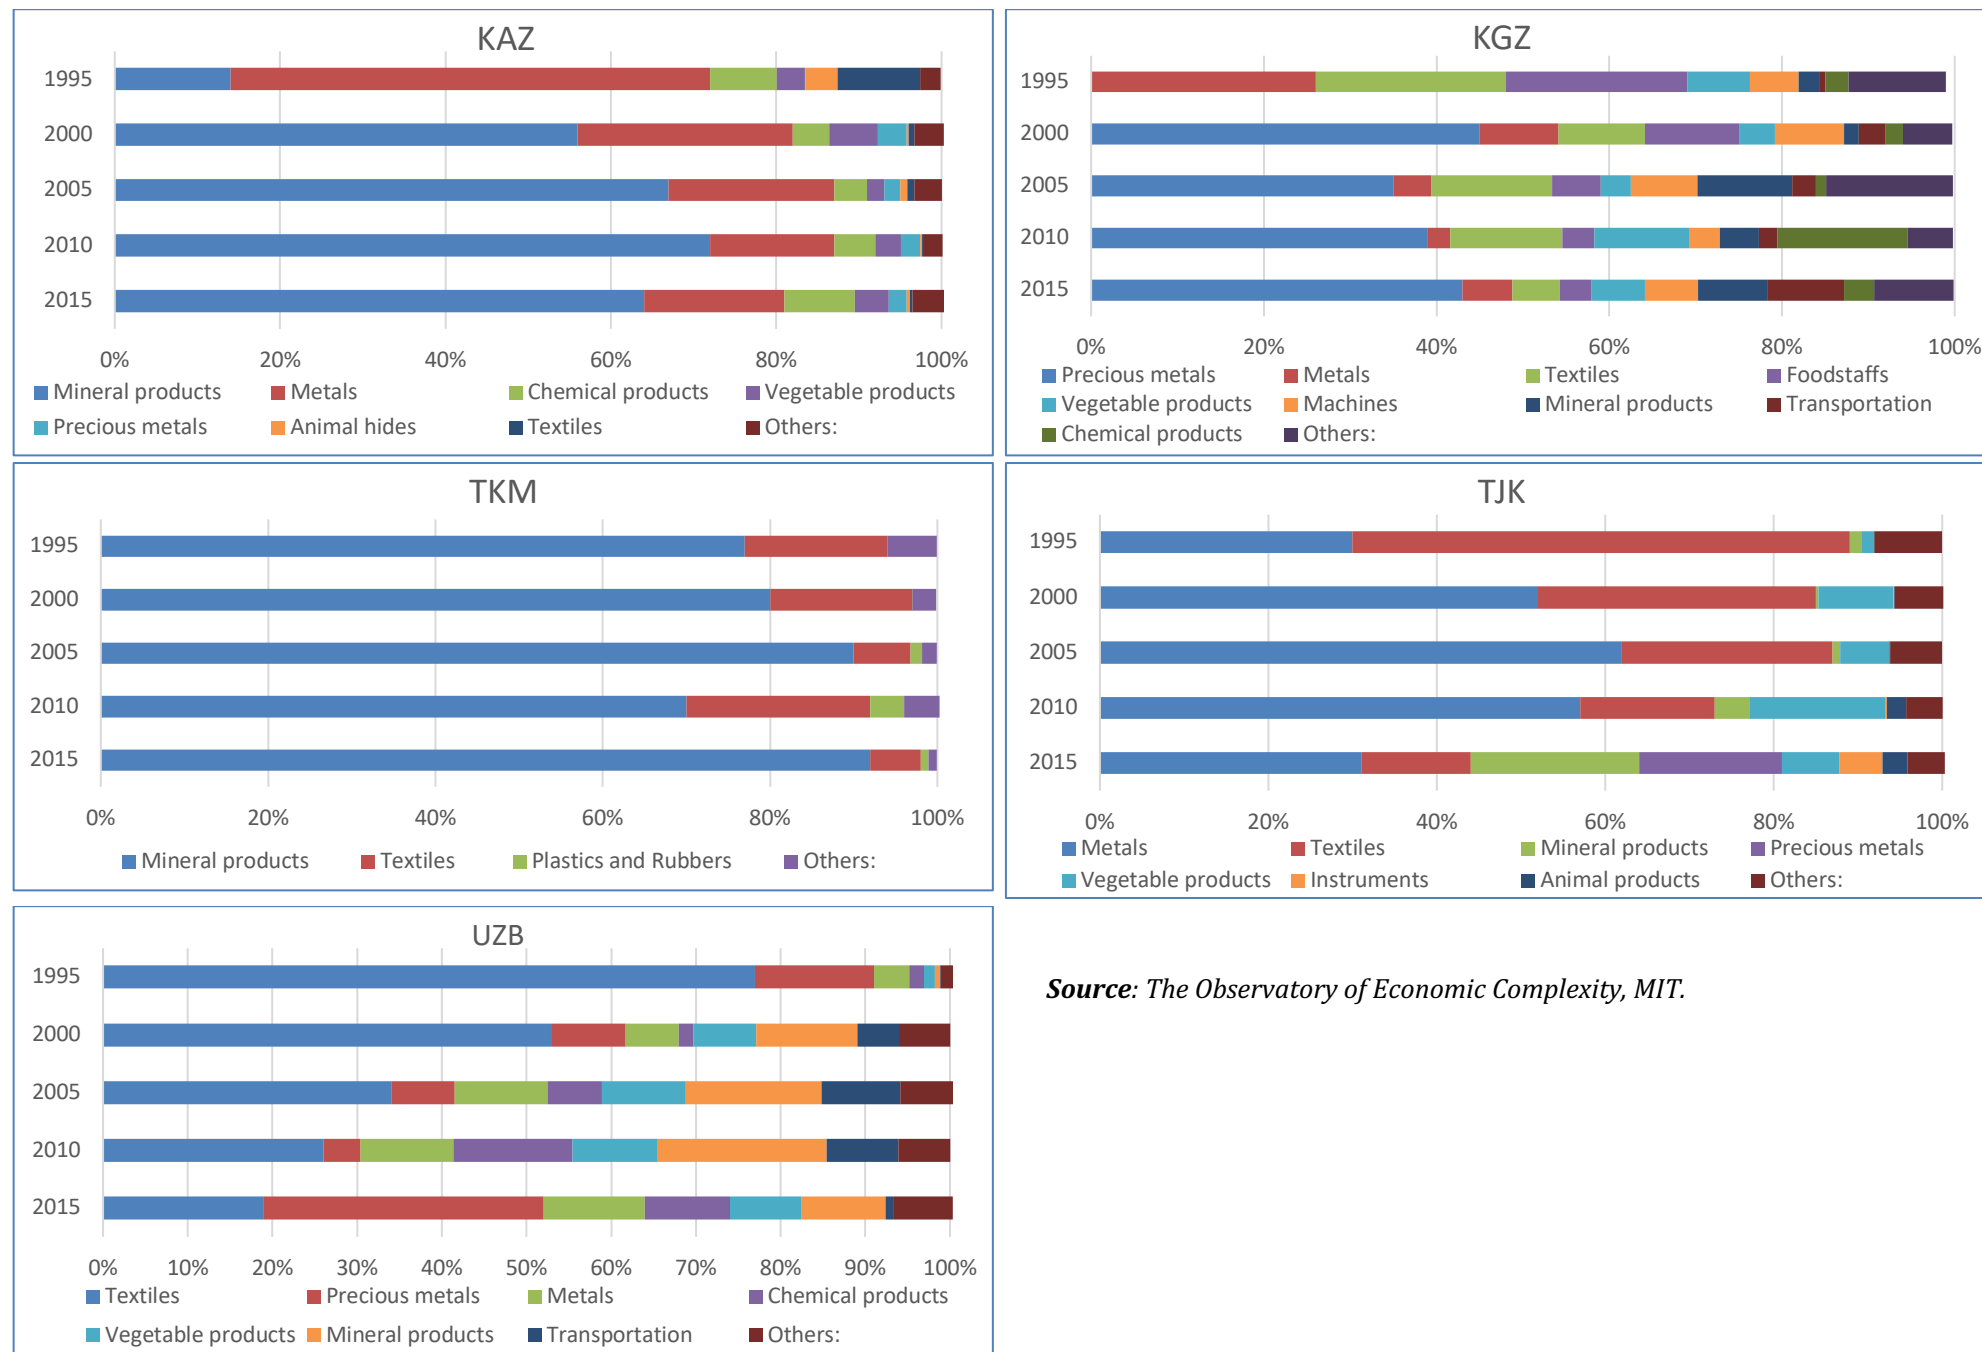 KAZ
1995
2000
2005
2010
2015
0% 20% 40% 60% 80% 100%
Mineral products Metals Chemical products Vegetable products
Precious metals Animal hides Textiles Others:
KGZ
1995
2000
2005
2010
2015
0% 20% 40% 60% 80% 100%
Precious metals Metals Textiles Foodstaffs
Vegetable products Machines Mineral products Transportation
Chemical products Others:
TKM
1995
2000
2005
2010
2015
0% 20% 40% 60% 80% 100%
Mineral products Textiles Plastics and Rubbers Others:
TJK
1995
2000
2005
2010
2015
0% 20% 40% 60% 80% 100%
Metals Textiles Mineral products Precious metals
Vegetable products Instruments Animal products Others:
UZB
1995
2000
2005
2010
2015
0% 10% 20% 30% 40% 50% 60% 70% 80% 90% 100%
Textiles Precious metals Metals Chemical products
Vegetable products Mineral products Transportation Others:
Source: The Observatory of Economic Complexity, MIT.